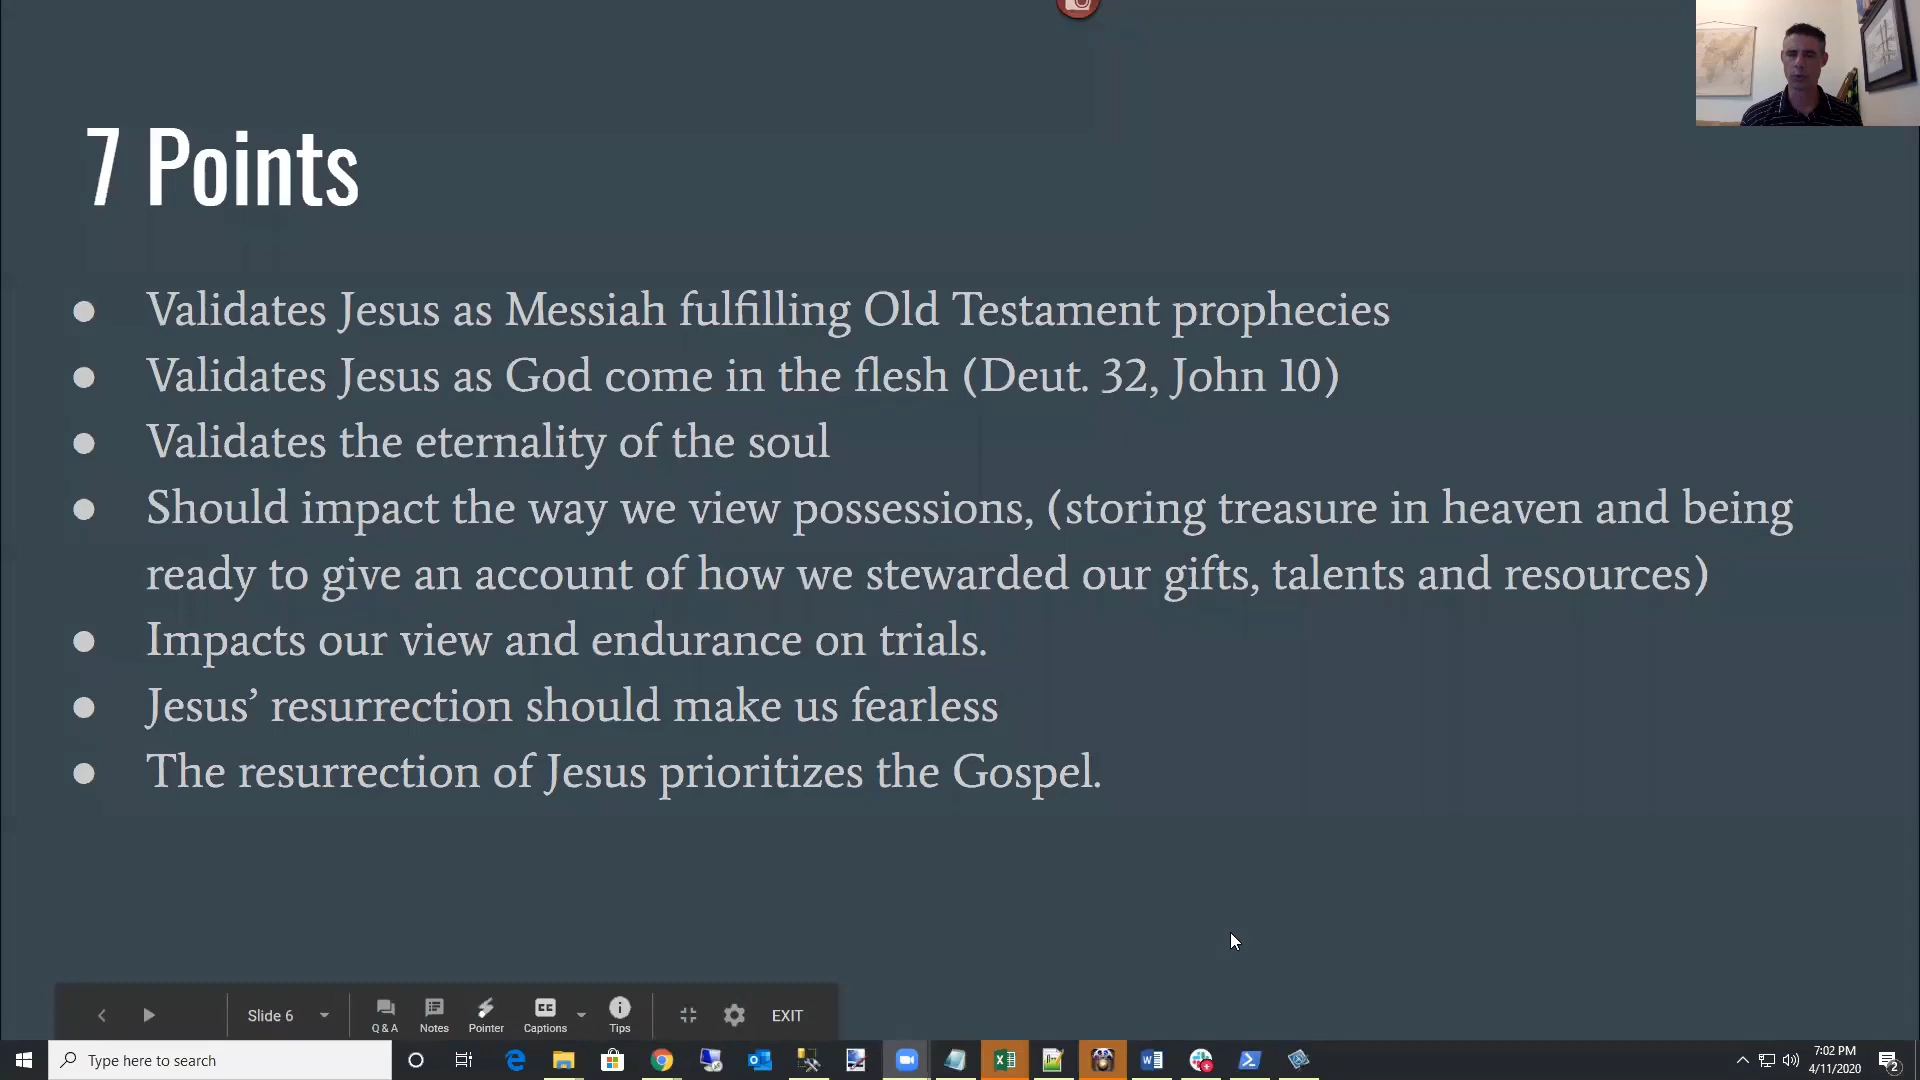 7 Points
● Validates Jesus as Messiah fulfilling Old Testament prophecies
● Validates Jesus as God come in the flesh (Deut. 32, John 10)
● Validates the eternality of the soul
● Should impact the way we view possessions, (storing treasure in heaven and being
ready to give an account of how we stewarded our gifts, talents and resources)
● Impacts our view and endurance on trials.
● Jesus’ resurrection should make us fearless
● The resurrection of Jesus prioritizes the Gospel.
Slide 6
Q & A
Notes
Pointer
CC
Captions
Tips
EXIT
Type here to search
7:02 PM
4/11/2020
2